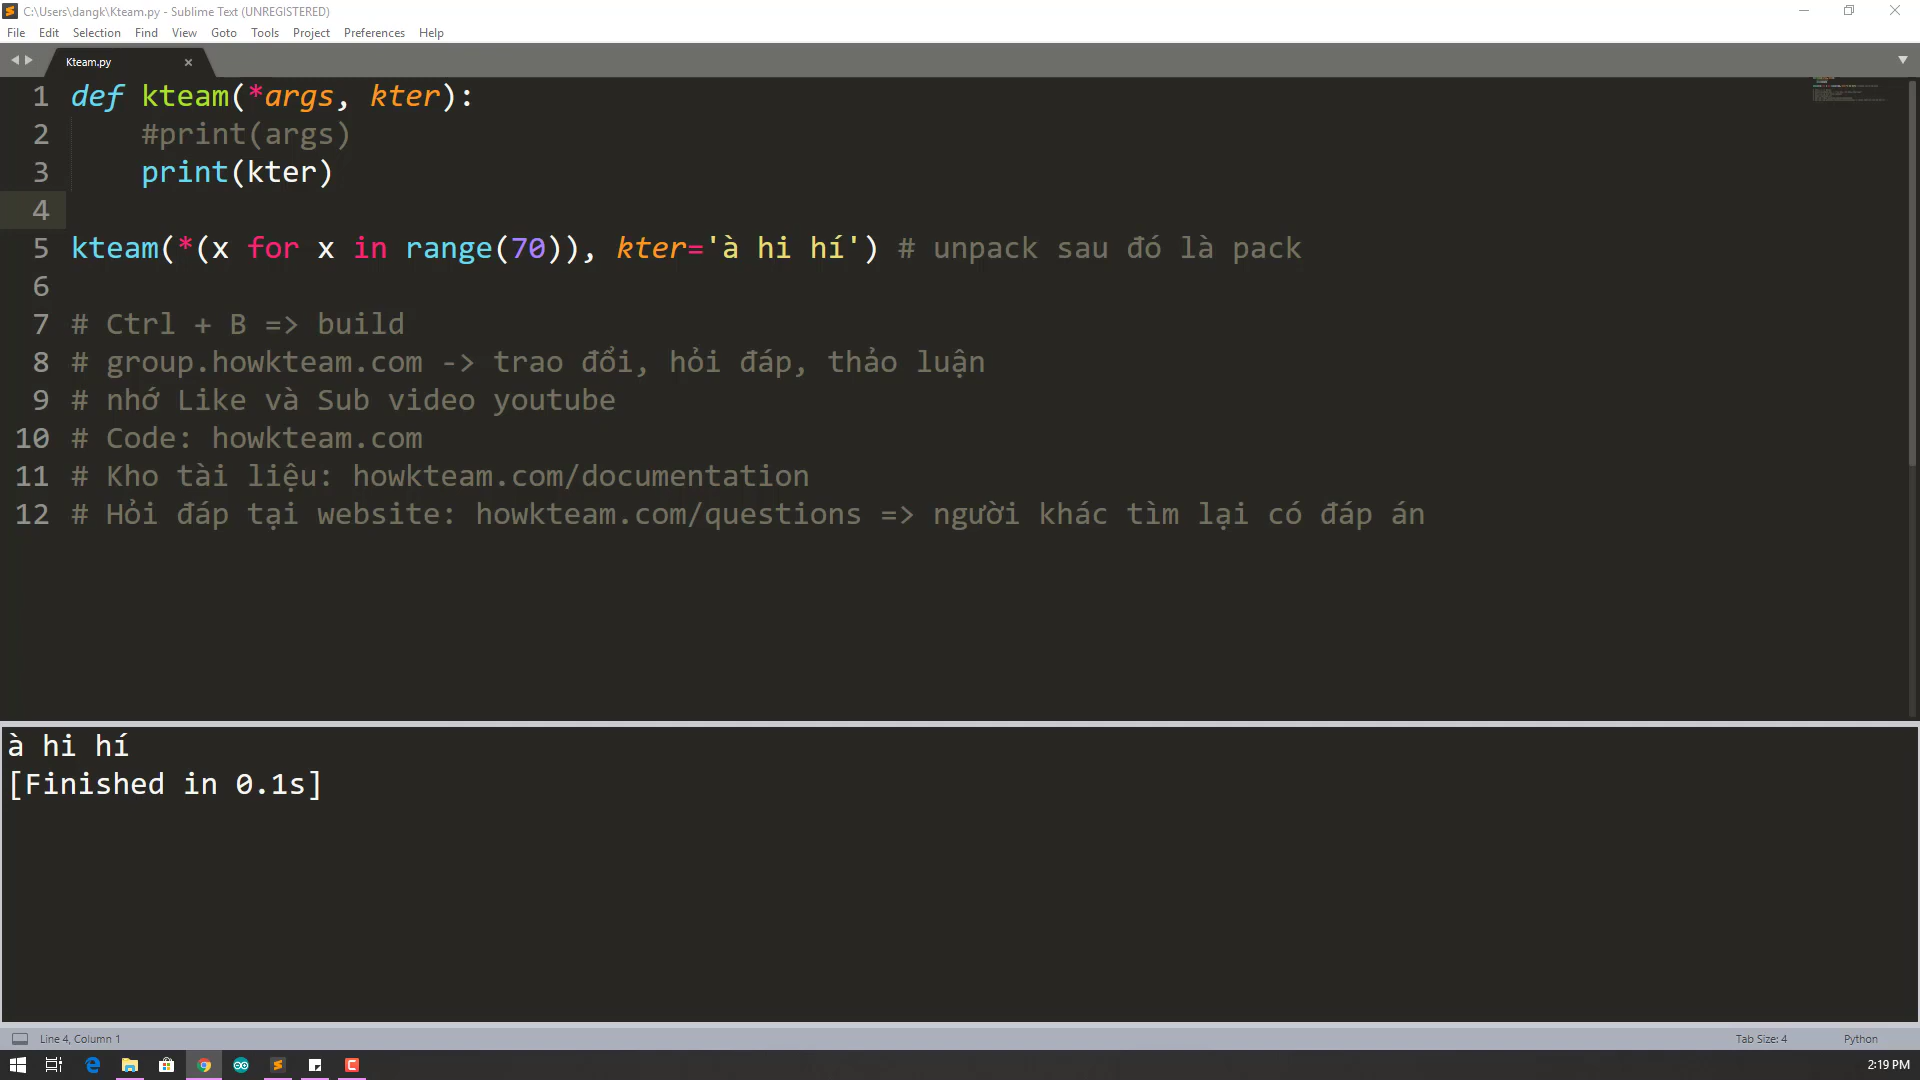 C:\Users\dangk\Kteam.py - Sublime Text (UNREGISTERED)
File Edit Selection Find View Goto Tools Project Preferences Help
Kteam.py
1 def kteam(*args, kter):
2 #print(args)
3 print(kter)
4
5 kteam(*(x for x in range(70)), kter='à hi hí') # unpack sau đó là pack
6
7 # Ctrl + B => build
8 # group.howkteam.com -> trao đổi, hỏi đáp, thảo luận
9 # nhớ Like và Sub video youtube
10 # Code: howkteam.com
11 # Kho tài liệu: howkteam.com/documentation
12 # Hỏi đáp tại website: howkteam.com/questions => người khác tìm lại có đáp án
à hi hí
[Finished in 0.1s]
Line 4, Column 1 Tab Size: 4 Python
2:19 PM